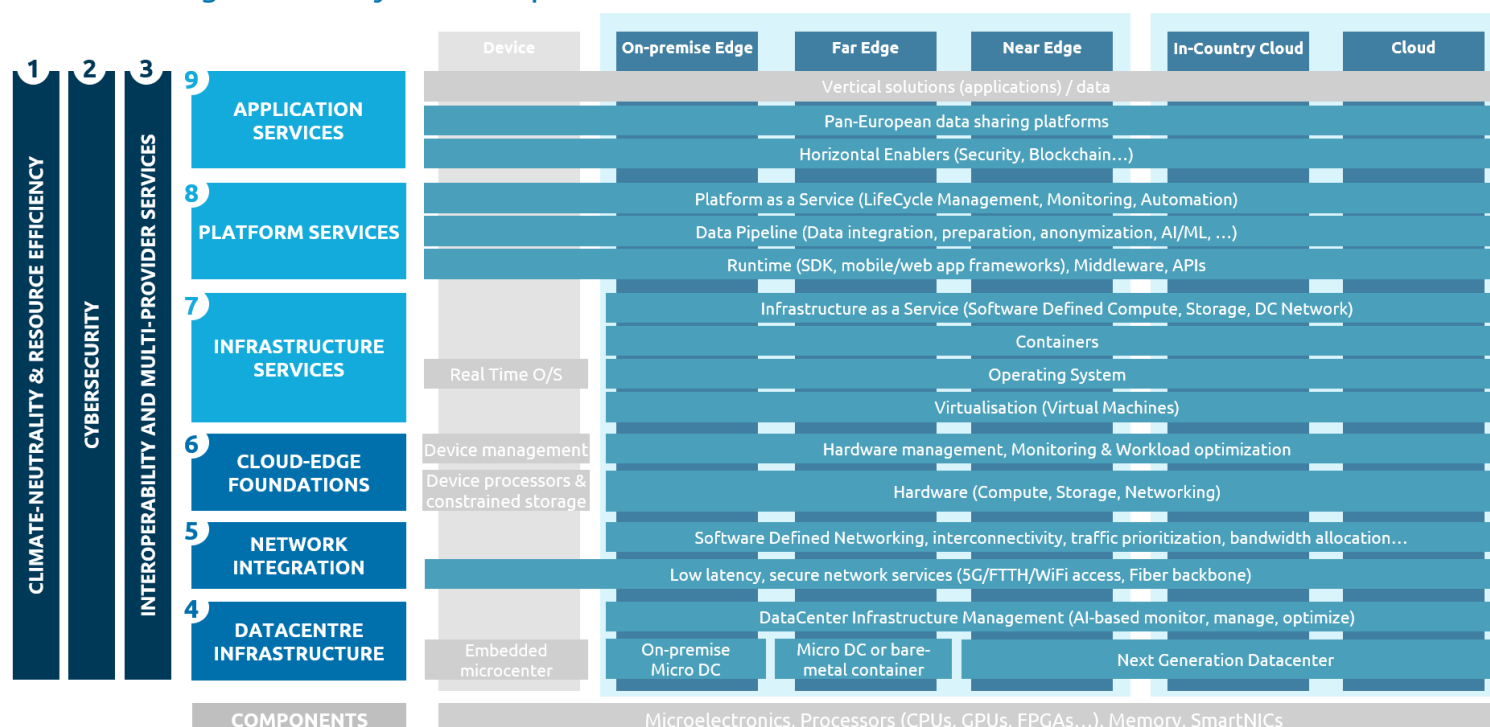 Device
On-premise Edge
Far Edge
Near Edge
In-Country Cloud
Cloud
1
2
3
CLIMATE-NEUTRALITY & RESOURCE EFFICIENCY
CYBERSECURITY
INTEROPERABILITY AND MULTI-PROVIDER SERVICES
9
APPLICATION
SERVICES
Vertical solutions (applications) / data
Pan-European data sharing platforms
Horizontal Enablers (Security, Blockchain…)
8
PLATFORM SERVICES
Platform as a Service (LifeCycle Management, Monitoring, Automation)
Data Pipeline (Data integration, preparation, anonymization, AI/ML, …)
Runtime (SDK, mobile/web app frameworks), Middleware, APIs
7
INFRASTRUCTURE
SERVICES
Infrastructure as a Service (Software Defined Compute, Storage, DC Network)
Containers
Real Time O/S
Operating System
Virtualisation (Virtual Machines)
6
CLOUD-EDGE
FOUNDATIONS
Device management
Hardware management, Monitoring & Workload optimization
Device processors &
constrained storage
Hardware (Compute, Storage, Networking)
5
NETWORK
INTEGRATION
Software Defined Networking, interconnectivity, traffic prioritization, bandwidth allocation…
Low latency, secure network services (5G/FTTH/WiFi access, Fiber backbone)
4
DATACENTRE
INFRASTRUCTURE
DataCenter Infrastructure Management (AI-based monitor, manage, optimize)
Embedded
microcenter
On-premise
Micro DC
Micro DC or bare-
metal container
Next Generation Datacenter
COMPONENTS
Microelectronics, Processors (CPUs, GPUs, FPGAs…), Memory, SmartNICs